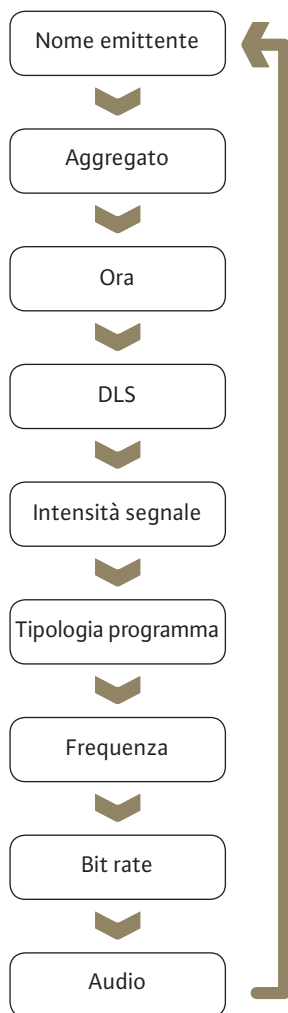 Nome emittente
Aggregato
Ora
DLS
Intensità segnale
Tipologia programma
Frequenza
Bit rate
Audio